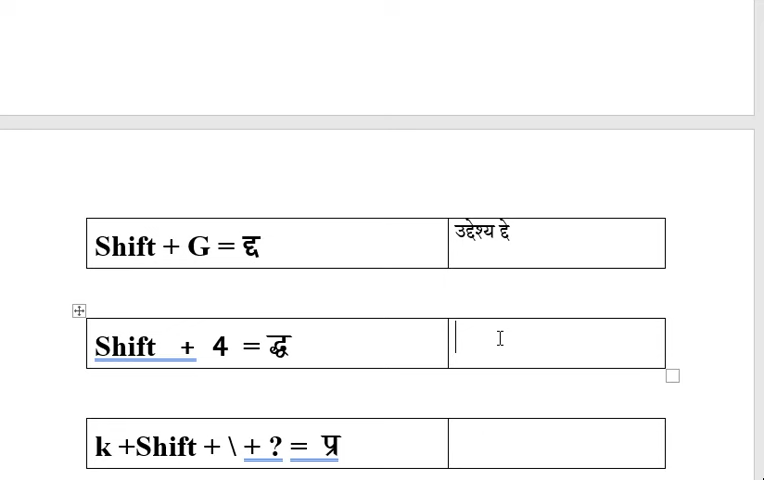 Shift + G = द्द
उद्देश्य द्दे
Shift + 4 = द्ध
k +Shift + \ + ? = प्र